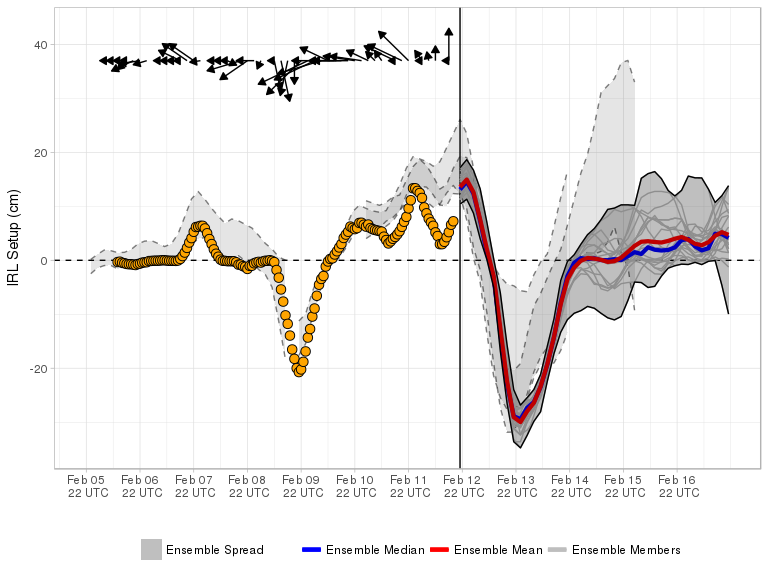 IRL Setup (cm)
40
20
0
-20
Feb 05 Feb 06 Feb 07 Feb 08 Feb 09 Feb 10 Feb 11 Feb 12 Feb 13 Feb 14 Feb 15 Feb 16
22 UTC 22 UTC 22 UTC 22 UTC 22 UTC 22 UTC 22 UTC 22 UTC 22 UTC 22 UTC 22 UTC 22 UTC
Ensemble Spread Ensemble Median Ensemble Mean Ensemble Members